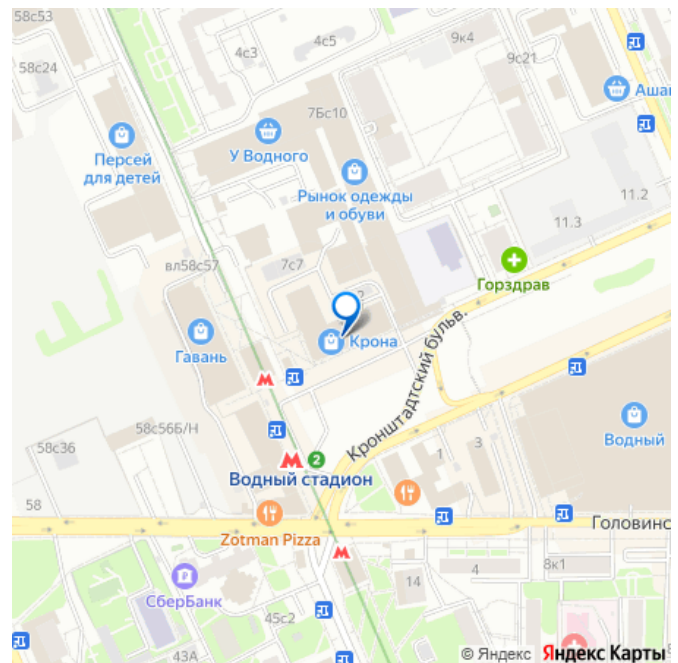 58с53
58с24
4с3
4с5
9к4
9с21
Ашан
7Бс10
У Водного
Персей
для детей
Рынок одежды
и обуви
11.2
11.3
вл58с57
7с7
2
Горздрав
Гавань
Крона
Кронштадтский бульв.
Водный
58с36
58с56Б/Н
1
3
2
Водный стадион
58
Головинс
Zotman Pizza
СберБанк
14
4
8к1
45с2
43А
© Яндекс Яндекс Карты